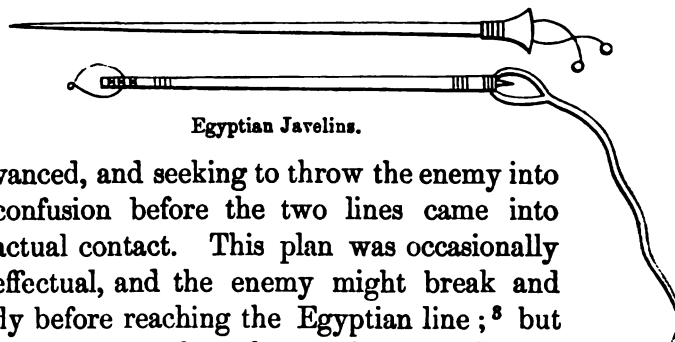 Egyptian Javelins.
vanced, and seeking to throw the enemy into
confusion before the two lines came into
actual contact. This plan was occasionally
effectual, and the enemy might break and
ly before reaching the Egyptian line;⁸ but